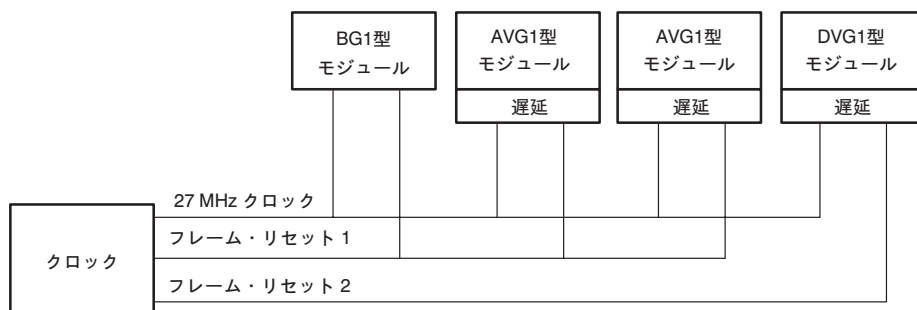 BG1型
モジュール
AVG1型
モジュール
遅延
AVG1型
モジュール
遅延
DVG1型
モジュール
遅延
27 MHz クロック
フレーム・リセット 1
クロック
フレーム・リセット 2